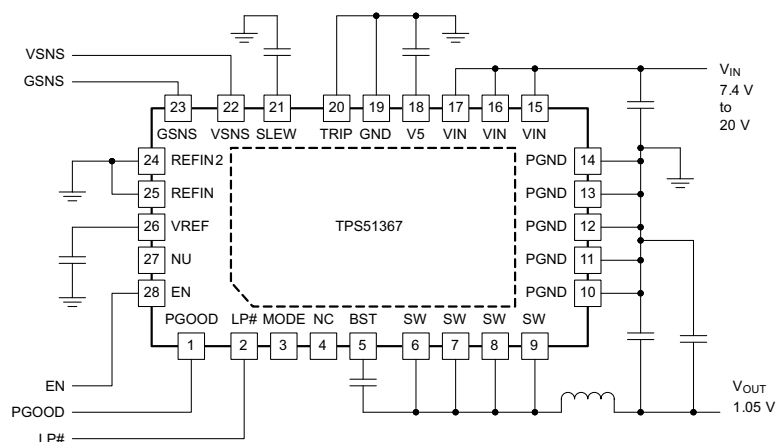 VSNS
GSNS
V_IN
7.4 V
to
20 V
23 22 21 20 19 18 17 16 15
GSNS VSNS SLEW TRIP GND V5 VIN VIN VIN
24 REFIN2
25 REFIN
26 VREF
27 NU
28 EN
TPS51367
PGND 14
PGND 13
PGND 12
PGND 11
PGND 10
PGOOD LP# MODE NC BST SW SW SW SW
1 2 3 4 5 6 7 8 9
EN
PGOOD
LP#
V_OUT
1.05 V